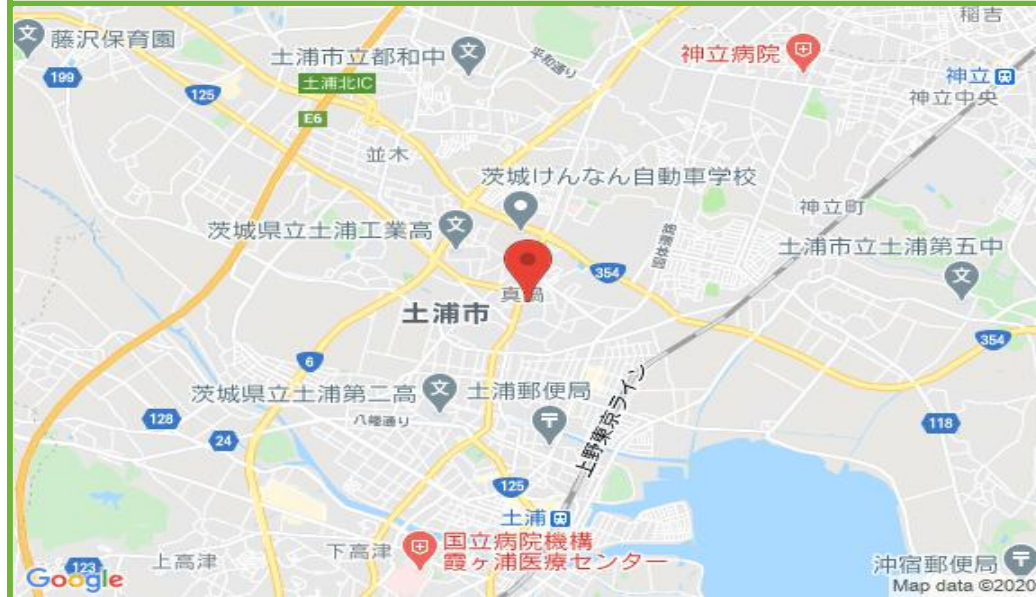 稲吉
藤沢保育園
土浦市立都和中
平和通り
神立病院
199
土浦北IC
神立
125
神立中央
E6
並木
茨城けんなん自動車学校
神立町
茨城県立土浦工業高
国体道路
土浦市立土浦第五中
354
真鍋
土浦市
354
6
上野東京ライン
茨城県立土浦第二高
土浦郵便局
128
八幡通り
118
24
125
土浦
国立病院機構
霞ヶ浦医療センター
下高津
上高津
123
沖宿郵便局
Google
Map data ©2020